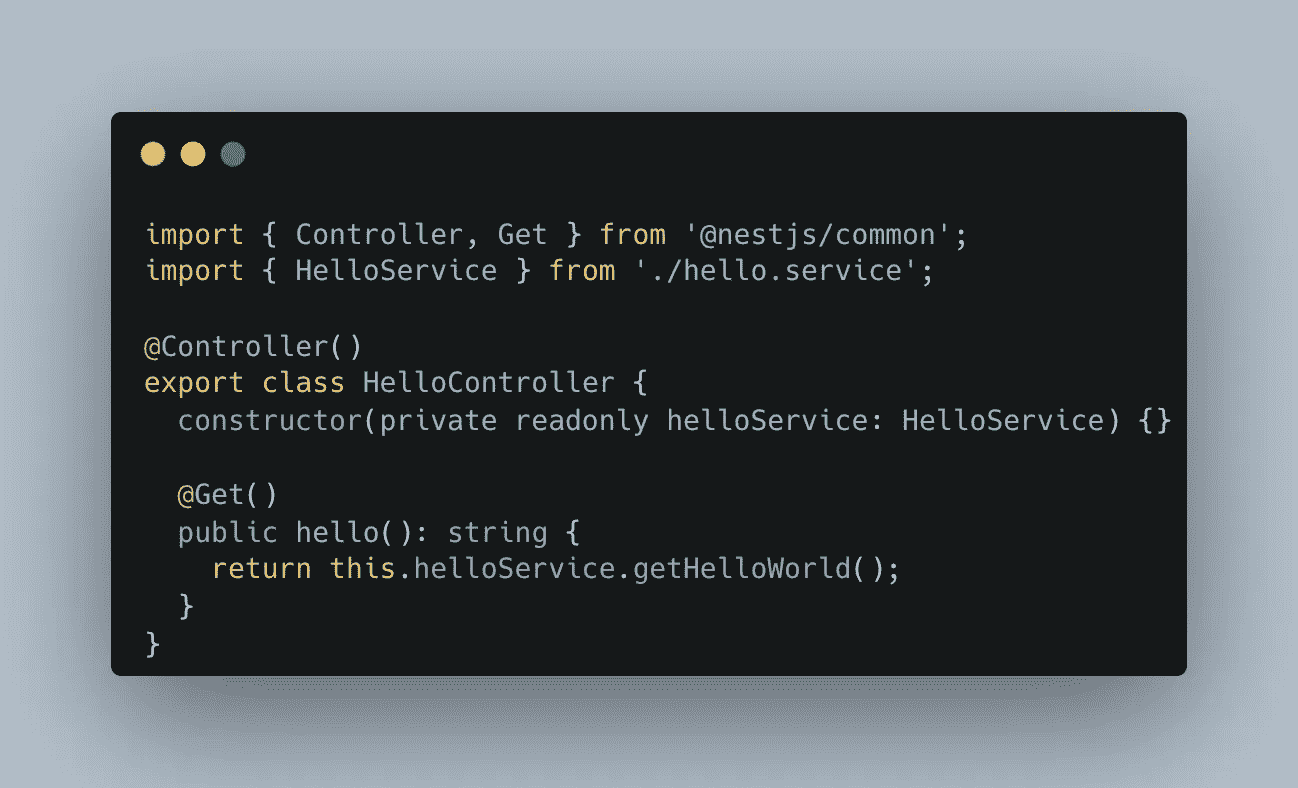 import { Controller, Get } from '@nestjs/common';
import { HelloService } from './hello.service';
@Controller()
export class HelloController {
  constructor(private readonly helloService: HelloService) {}
  @Get()
  public hello(): string {
    return this.helloService.getHelloWorld();
  }
}